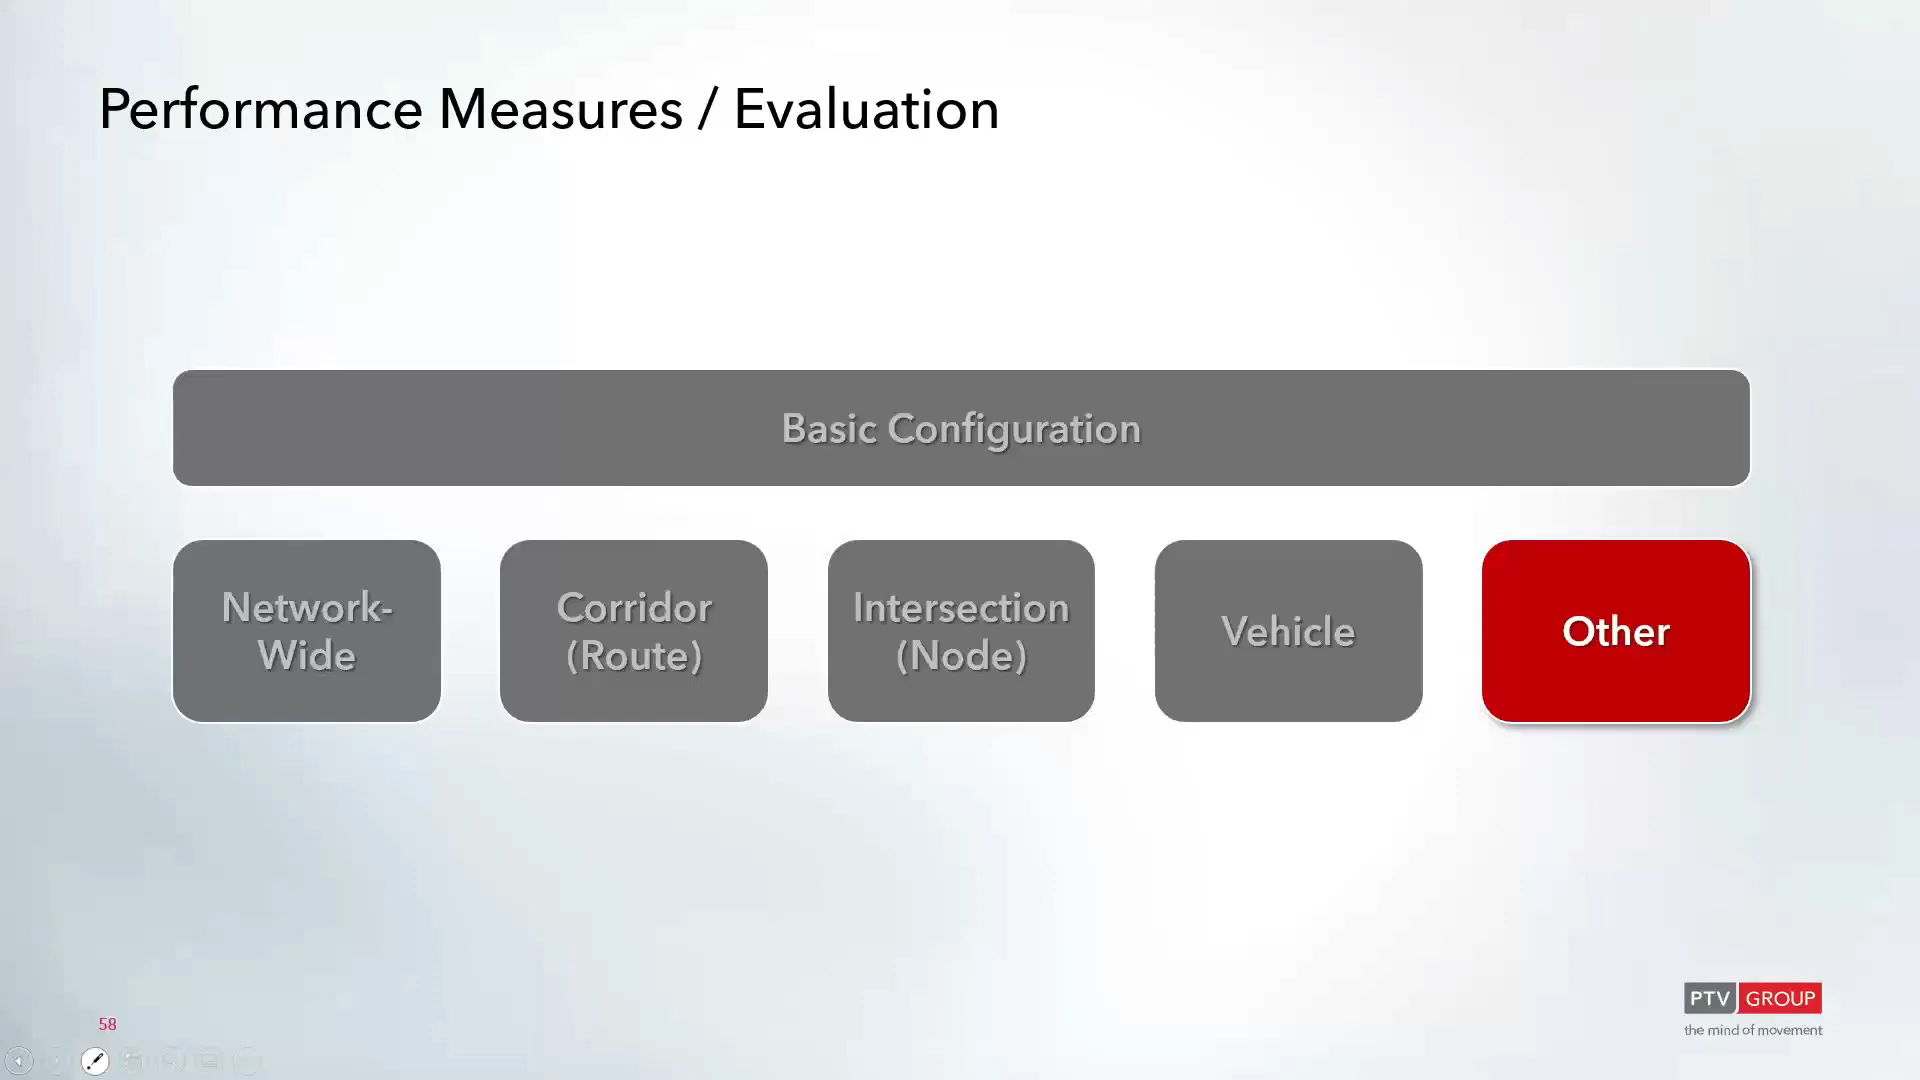 Performance Measures / Evaluation
Basic Configuration
Network-
Wide
Corridor
(Route)
Intersection
(Node)
Vehicle
Other
58
PTV GROUP
the mind of movement